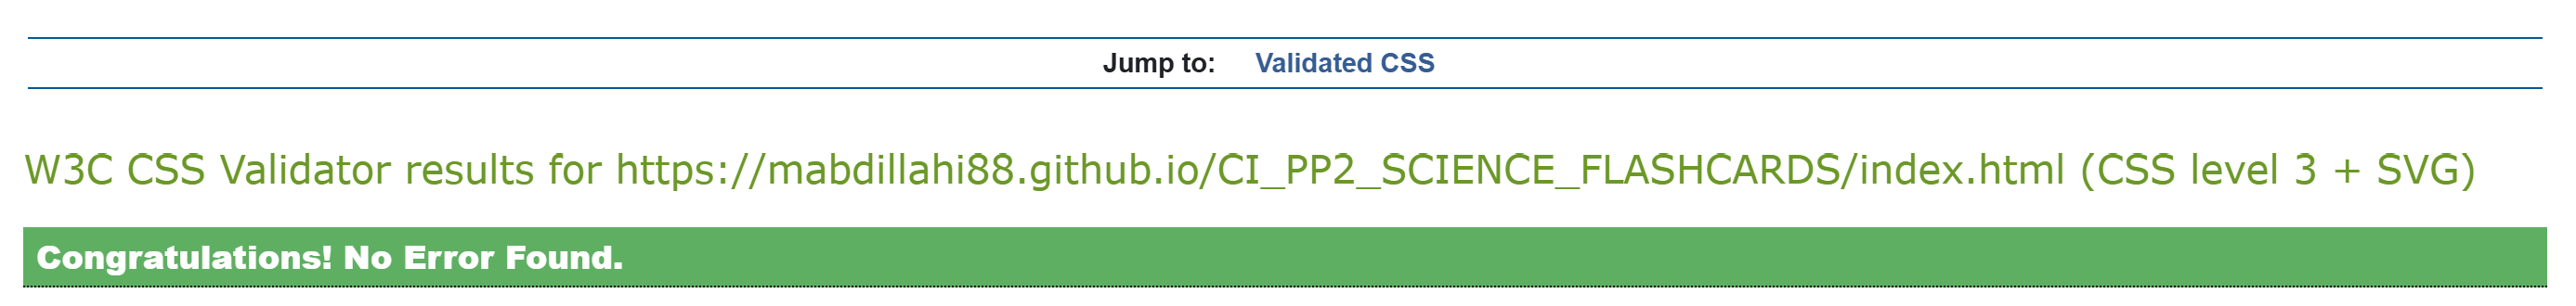 Jump to: Validated CSS
W3C CSS Validator results for https://mabdillahi88.github.io/CI_PP2_SCIENCE_FLASHCARDS/index.html (CSS level 3 + SVG)
Congratulations! No Error Found.